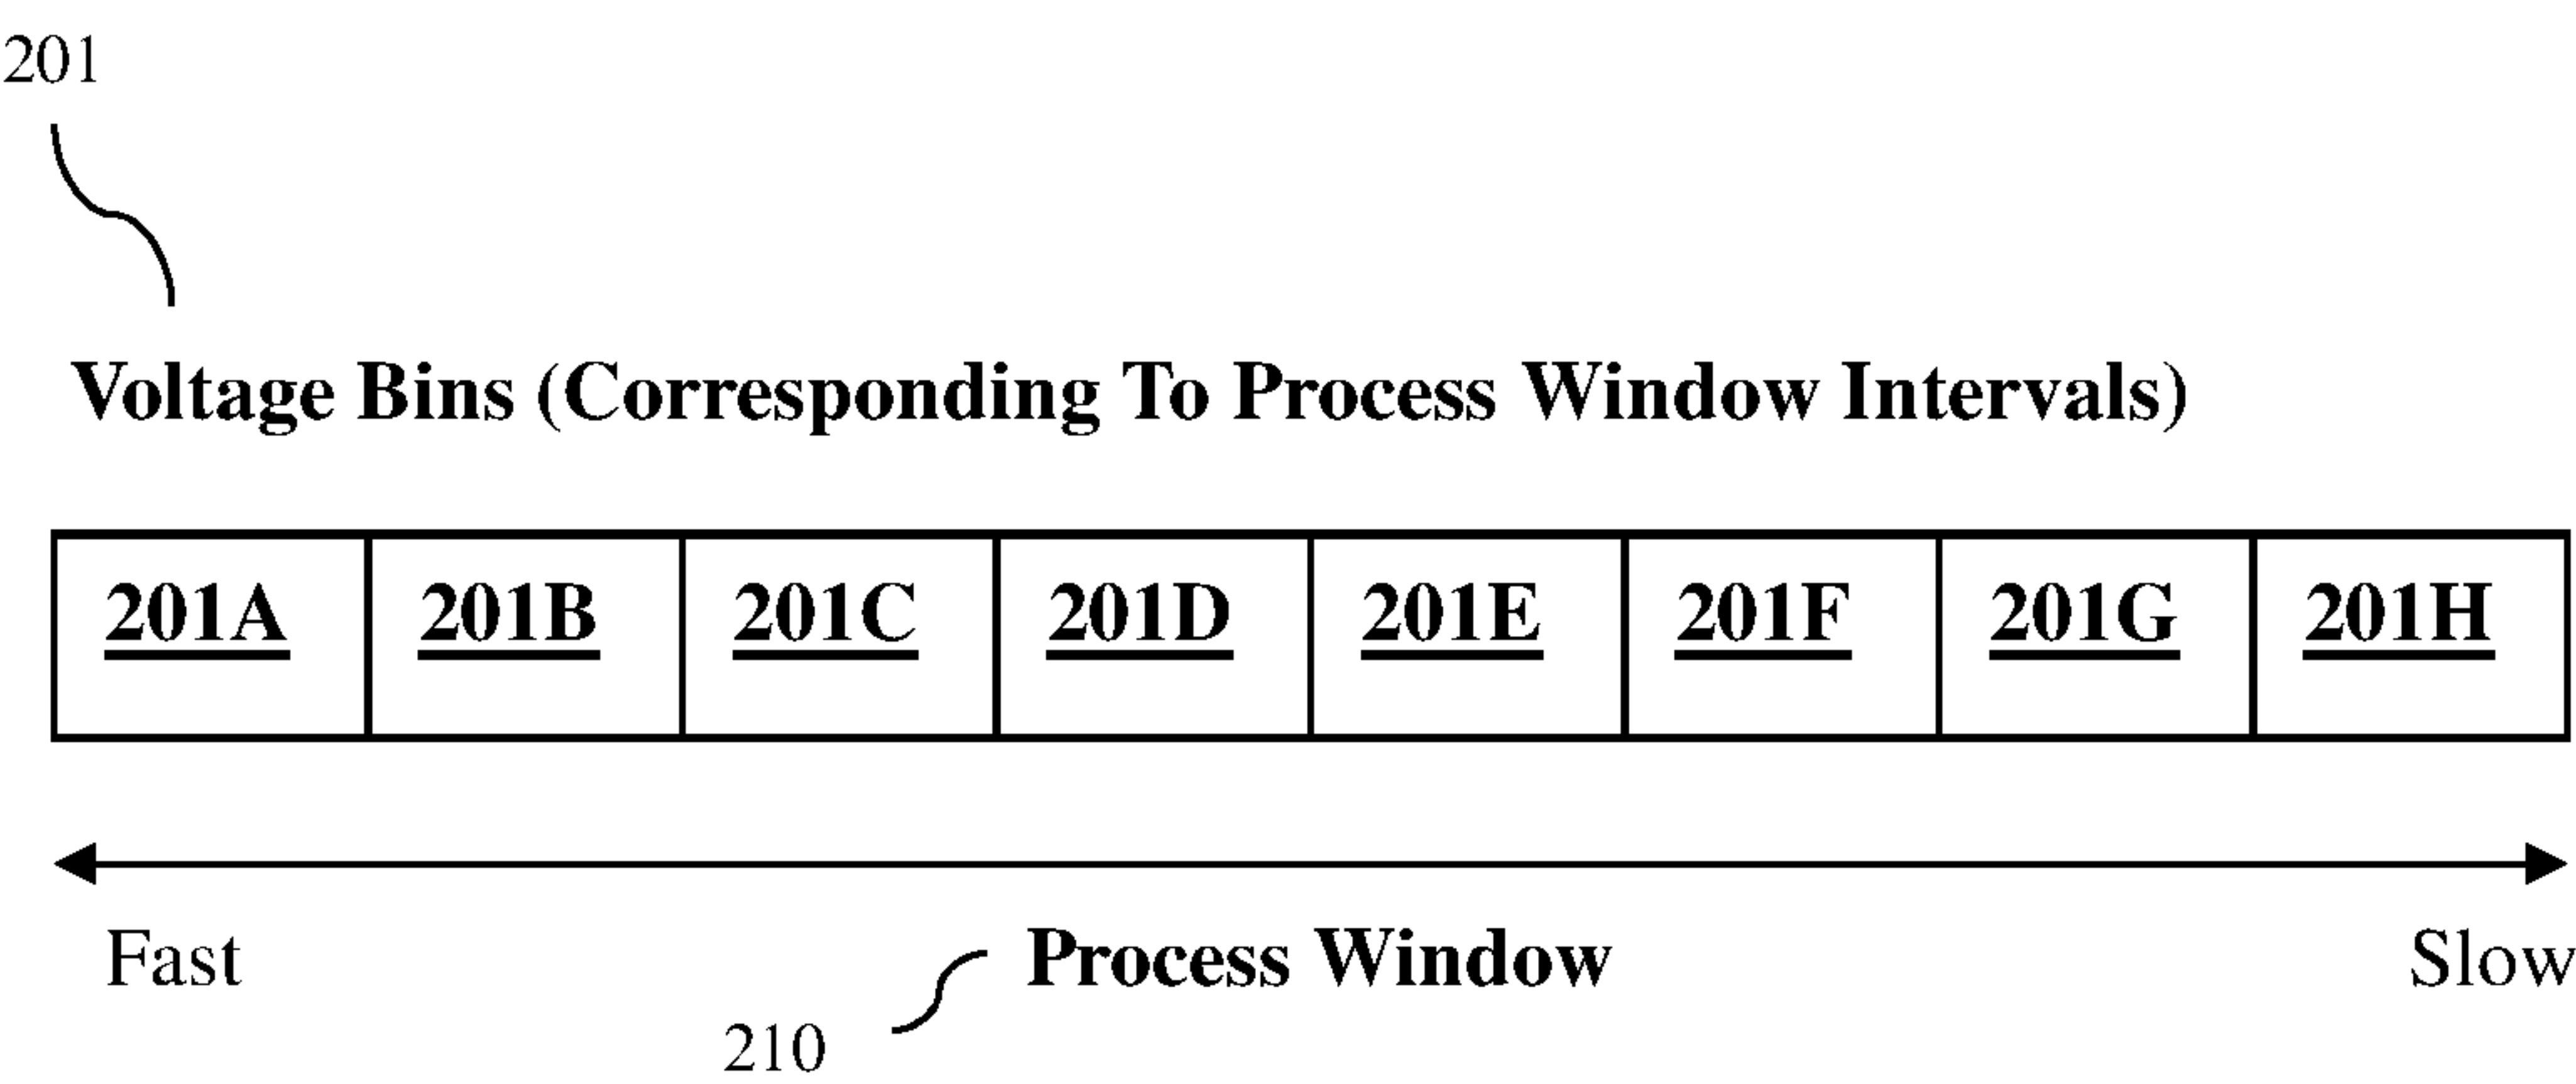 201
Voltage Bins (Corresponding To Process Window Intervals)
201A 201B 201C 201D 201E 201F 201G 201H
Fast Process Window Slow
210